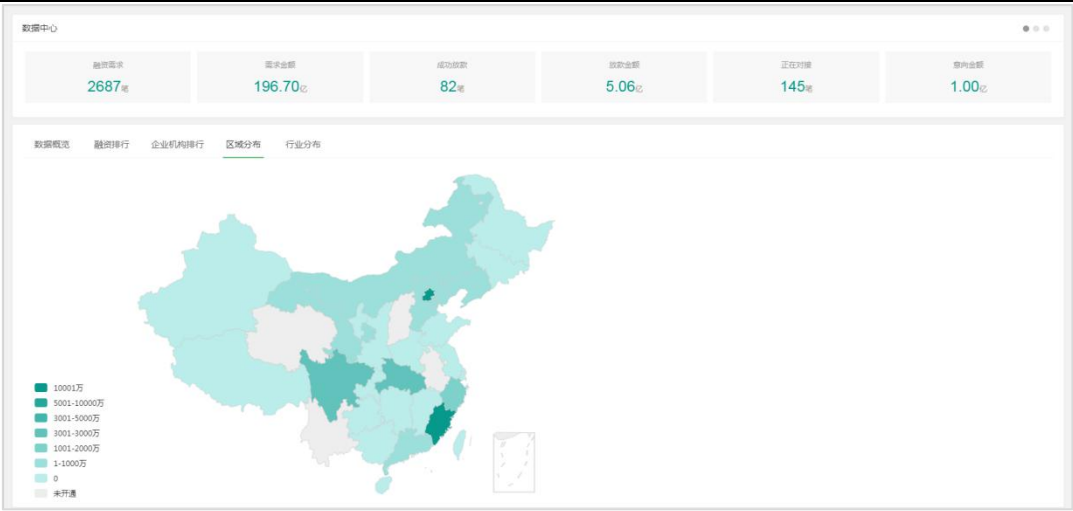 数据中心
融资需求 需求金额 成功放款 放款金额 正在对接 意向金额
2687笔 196.70亿 82笔 5.06亿 145笔 1.00亿
数据概览 融资排行 企业机构排行 区域分布 行业分布
10001万
5001-10000万
3001-5000万
3001-3000万
1001-2000万
1-1000万
0
未开通